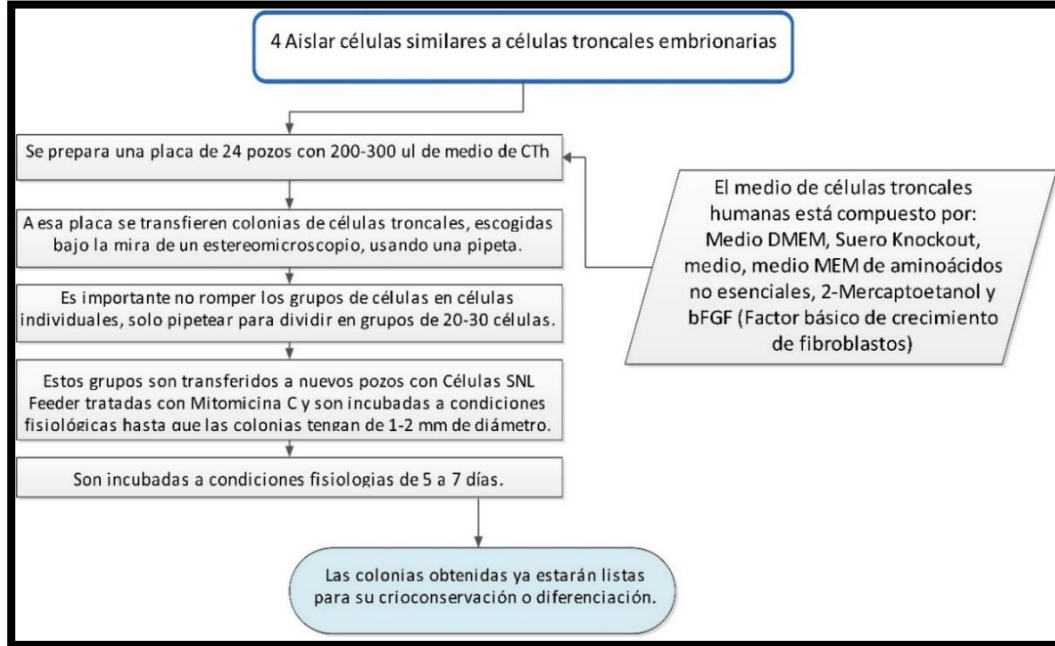 4 Aislar células similares a células troncales embrionarias
Se prepara una placa de 24 pozos con 200-300 ul de medio de CTh
A esa placa se transfieren colonias de células troncales, escogidas
bajo la mira de un estereomicroscopio, usando una pipeta.
Es importante no romper los grupos de células en células
individuales, solo pipetear para dividir en grupos de 20-30 células.
Estos grupos son transferidos a nuevos pozos con Células SNL
Feeder tratadas con Mitomicina C y son incubadas a condiciones
fisiológicas hasta que las colonias tengan de 1-2 mm de diámetro.
Son incubadas a condiciones fisiologias de 5 a 7 días.
Las colonias obtenidas ya estarán listas
para su crioconservación o diferenciación.
El medio de células troncales
humanas está compuesto por:
Medio DMEM, Suero Knockout,
medio, medio MEM de aminoácidos
no esenciales, 2-Mercaptoetanol y
bFGF (Factor básico de crecimiento
de fibroblastos)